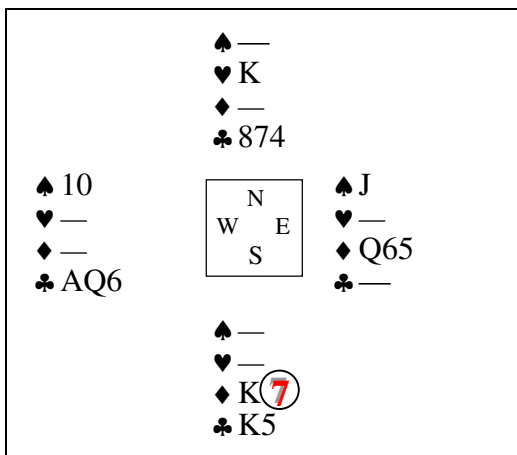 ♠ —
♥ K
♦ —
♣ 874
♠ 10
♥ —
♦ —
♣ AQ6
N
W E
S
♠ J
♥ —
♦ Q65
♣ —
♠ —
♥ —
♦ K7
♣ K5